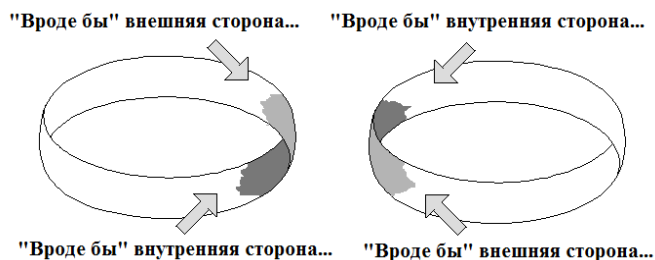 "Вроде бы" внешняя сторона...
"Вроде бы" внутренняя сторона...
"Вроде бы" внутренняя сторона...
"Вроде бы" внешняя сторона...